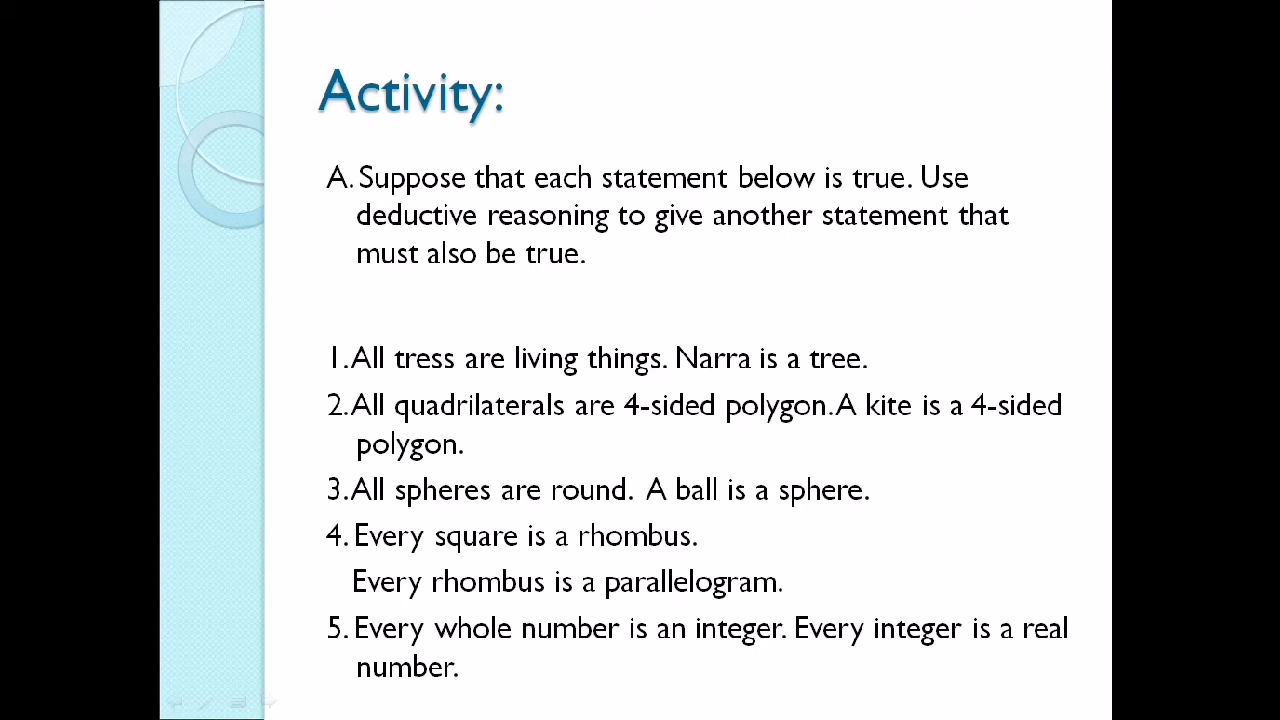 Activity:
A. Suppose that each statement below is true. Use
deductive reasoning to give another statement that
must also be true.
1. All tress are living things. Narra is a tree.
2. All quadrilaterals are 4-sided polygon. A kite is a 4-sided
polygon.
3. All spheres are round. A ball is a sphere.
4. Every square is a rhombus.
Every rhombus is a parallelogram.
5. Every whole number is an integer. Every integer is a real
number.